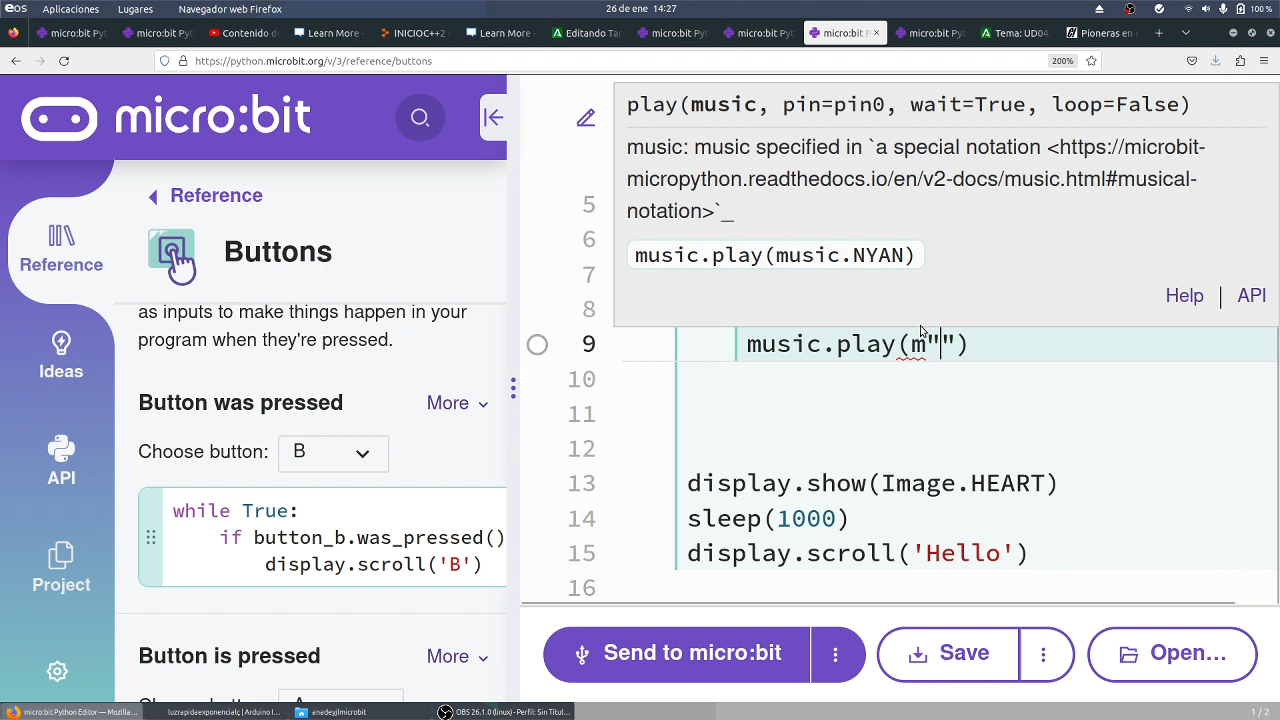 eos Aplicaciones Lugares Navegador web Firefox 26 de ene 14:27 100 %
micro:bit P micro:bit P Contenido d Learn More INICIOC++2 Learn More Editando Tar micro:bit Pyt micro:bit Pyt micro:bit P micro:bit Pyt Tema: UD04. Pioneras en
https://python.microbit.org/v/3/reference/buttons 200%
micro:bit
Reference
Buttons
as inputs to make things happen in your
program when they're pressed.
Button was pressed More
Choose button: B
while True:
if button_b.was_pressed()
display.scroll('B')
Button is pressed More
Reference
Ideas
API
Project
play(music, pin=pin0, wait=True, loop=False)
music: music specified in `a special notation <https://microbit-
micropython.readthedocs.io/en/v2-docs/music.html#musical-
notation>`_
music.play(music.NYAN)
Help API
5
6
7
8
9 music.play(m"")
10
11
12
13 display.show(Image.HEART)
14 sleep(1000)
15 display.scroll('Hello')
16
Send to micro:bit Save Open...
micro:bit Python Editor — Mozilla... luzrapidaexponencialç | Arduino I... anadeyjlmicrobit OBS 26.1.0 (linux) - Perfil: Sin Títul... 1 / 2